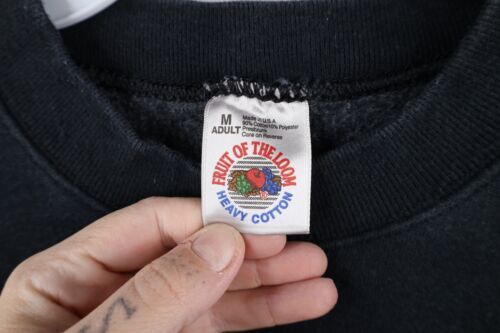 M
ADULT
Made in U.S.A.
90% Cotton/10% Polyester
Preshrunk
Care on Reverse
FRUIT OF THE LOOM
HEAVY COTTON